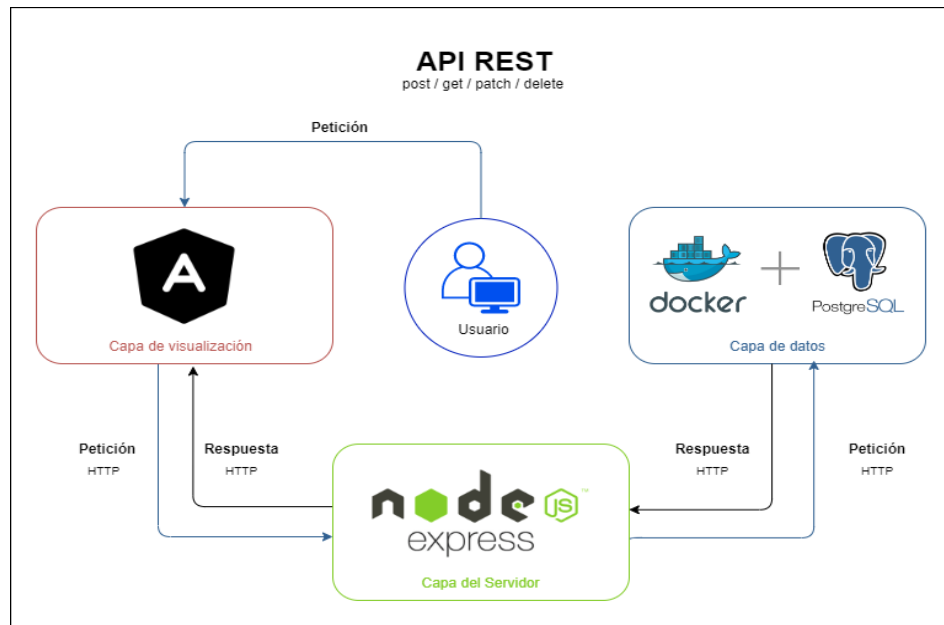 API REST
post / get / patch / delete
Petición
A
Usuario
Capa de visualización
docker
PostgreSQL
Capa de datos
Petición
HTTP
Respuesta
HTTP
Respuesta
HTTP
Petición
HTTP
node JS™
express
Capa del Servidor